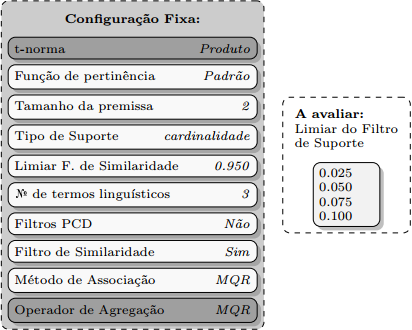 Configuração Fixa:
t-norma Produto
Função de pertinência Padrão
Tamanho da premissa 2
Tipo de Suporte cardinalidade
Limiar F. de Similaridade 0.950
№ de termos linguísticos 3
Filtros PCD Não
Filtro de Similaridade Sim
Método de Associação MQR
Operador de Agregação MQR
A avaliar:
Limiar do Filtro
de Suporte
0.025
0.050
0.075
0.100